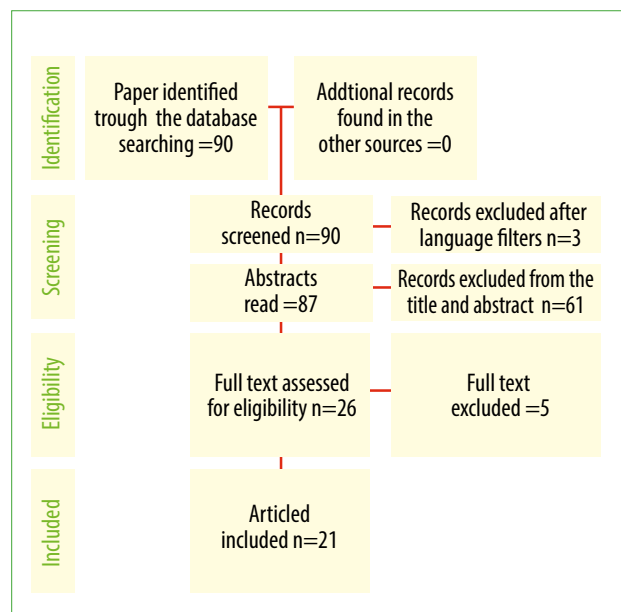 Identification
Paper identified
trough the database
searching =90
Addtional records
found in the
other sources =0
Screening
Records
screened n=90
Records excluded after
language filters n=3
Abstracts
read =87
Records excluded from the
title and abstract n=61
Eligibility
Full text assessed
for eligibility n=26
Full text
excluded =5
Included
Articled
included n=21